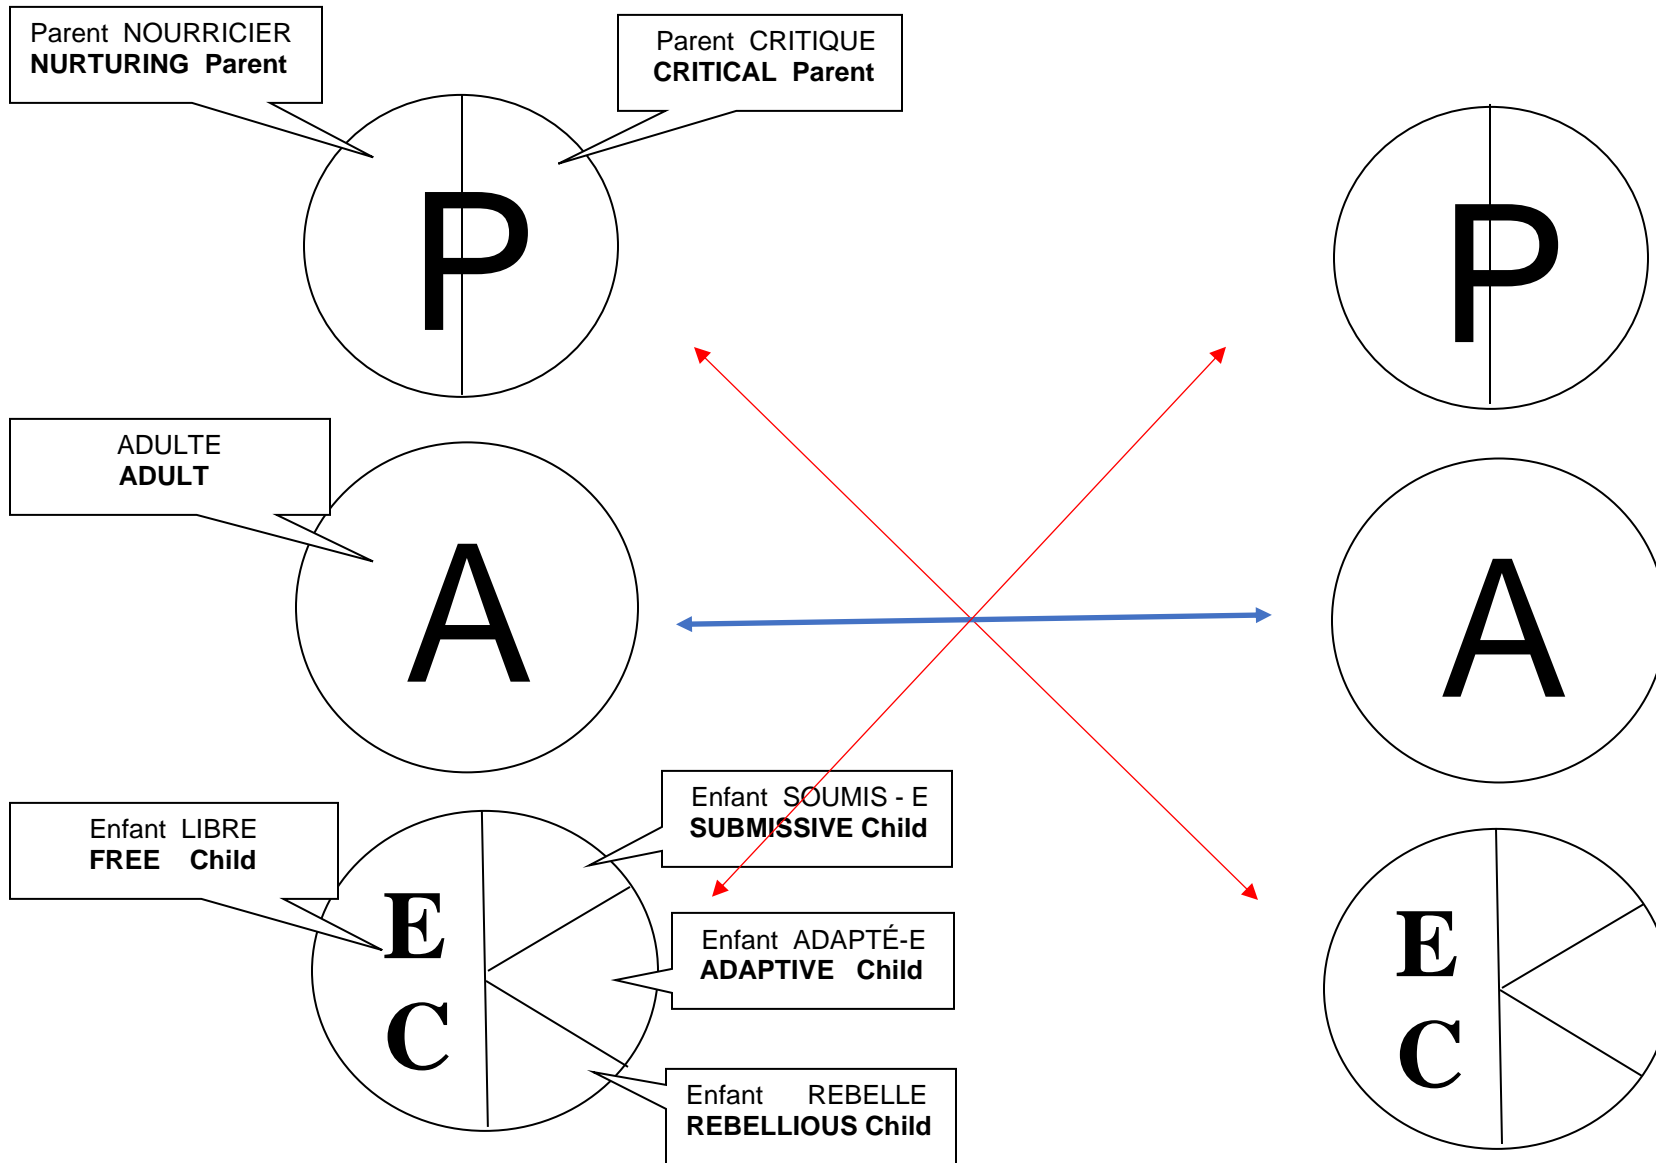 Parent NOURRICIER
NURTURING Parent
Parent CRITIQUE
CRITICAL Parent
P
P
ADULTE
ADULT
A
A
Enfant LIBRE
FREE Child
Enfant SOUMIS - E
SUBMISSIVE Child
E
C
Enfant ADAPTÉ-E
ADAPTIVE Child
Enfant REBELLE
REBELLIOUS Child
E
C